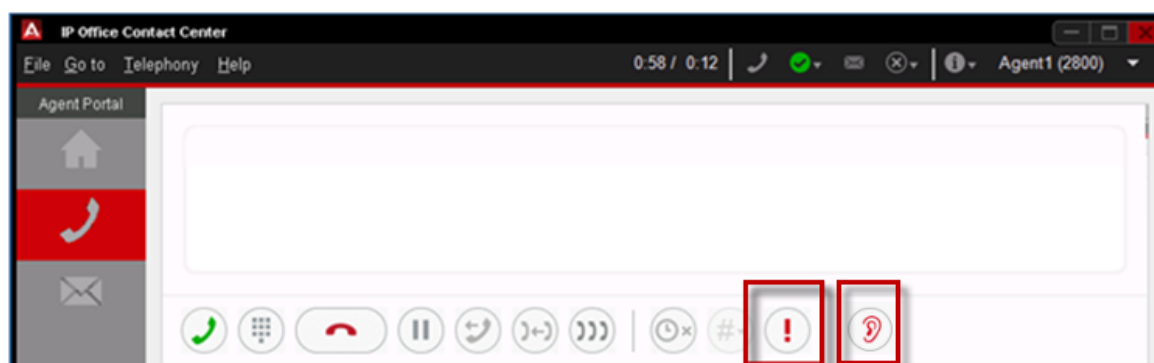 IP Office Contact Center
File Go to Telephony Help
0:58 / 0:12
Agent1 (2800)
Agent Portal